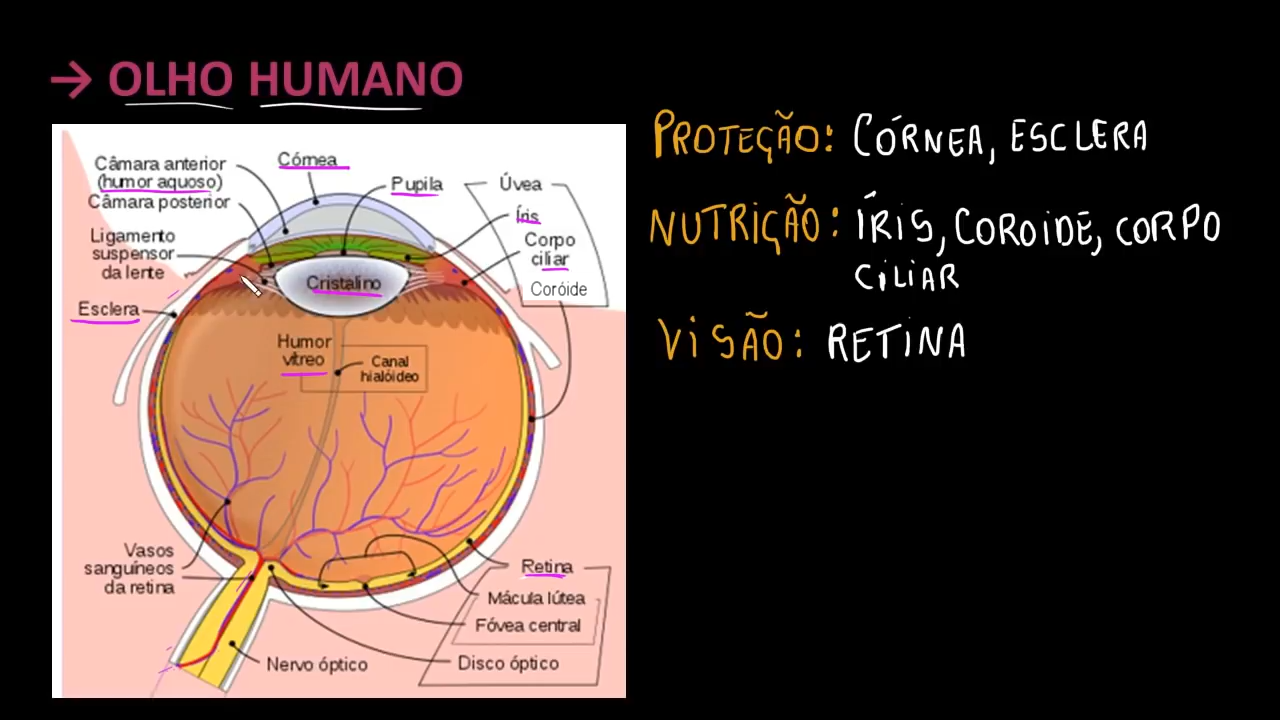 → OLHO HUMANO
Câmara anterior
(humor aquoso)
Câmara posterior
Ligamento
suspensor
da lente
Esclera
Córnea
Pupila
Úvea
Íris
Corpo
ciliar
Coróide
Cristalino
Humor
vítreo
Canal
hialóideo
Vasos
sanguíneos
da retina
Nervo óptico
Retina
Mácula lútea
Fóvea central
Disco óptico
PROTEÇÃO: CÓRNEA, ESCLERA
NUTRIÇÃO: ÍRIS, COROIDE, CORPO
CILIAR
VISÃO: RETINA